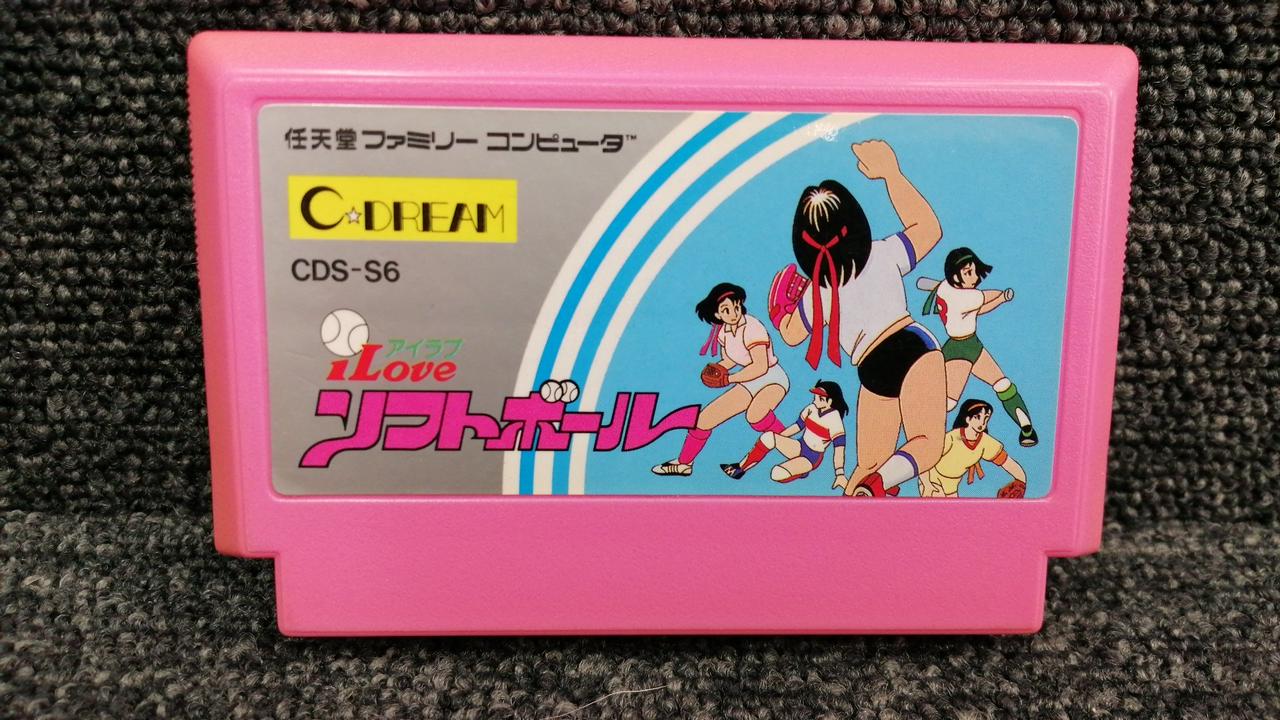 任天堂 ファミリー コンピュータ™
C☆DREAM
CDS-S6
アイラブ
iLove
ソフトボール